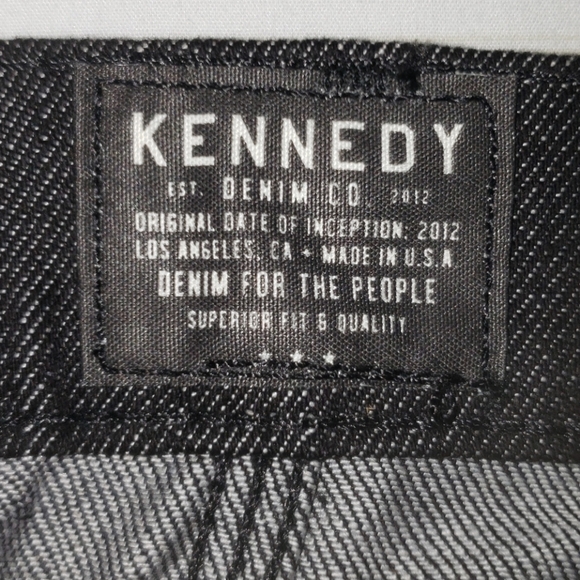 KENNEDY
EST. DENIM CO. 2012
ORIGINAL DATE OF INCEPTION: 2012
LOS ANGELES, CA + MADE IN U.S.A
DENIM FOR THE PEOPLE
SUPERIOR FIT & QUALITY
★ ★ ★